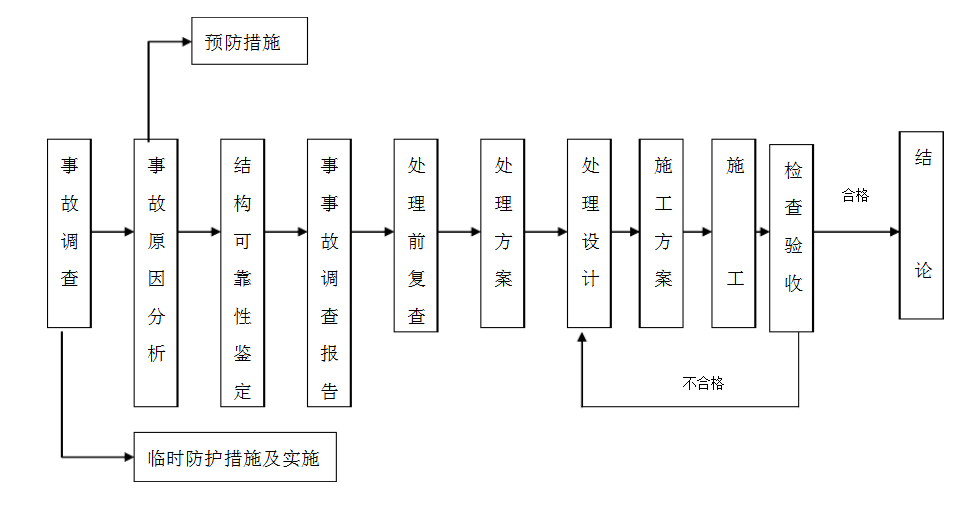 预防措施
事故调查
事故原因分析
结构可靠性鉴定
事事故调查报告
处理前复查
处理方案
处理设计
施工方案
施工
检查验收
合格
结论
不合格
临时防护措施及实施